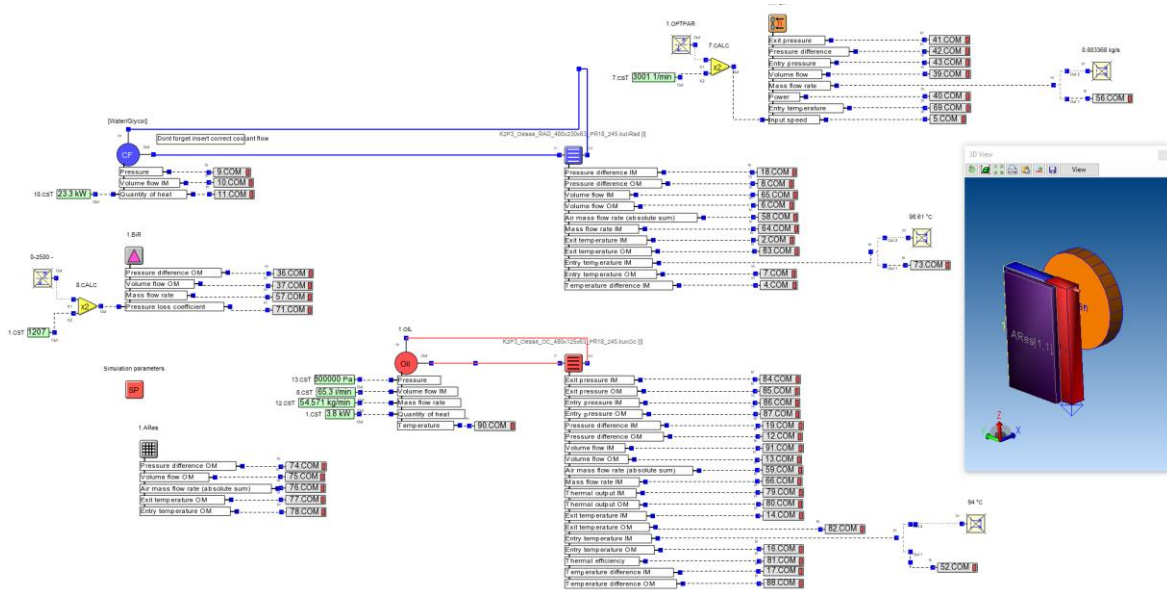 1.OPTPAR
7.CALC
x2
7.CST 3001 1/min
Exit pressure 41.COM
Pressure difference 42.COM
Entry pressure 43.COM
Volume flow 39.COM
Mass flow rate
Power 40.COM
Entry temperature 69.COM
Input speed 5.COM
0.003368 kg/s
56.COM
[Water/Glycol]
Dont forget insert correct coolant flow
CF
Pressure 9.COM
Volume flow IM 10.COM
10.CST 23.3 kW Quantity of heat 11.COM
Pressure difference IM 18.COM
Pressure difference OM 8.COM
Volume flow IM 65.COM
Volume flow OM 6.COM
Air mass flow rate (absolute sum) 58.COM
Mass flow rate IM 64.COM
Exit temperature IM 2.COM
Exit temperature OM 83.COM
Entry temperature IM
Entry temperature OM 7.COM
Temperature difference IM 4.COM
98.61 °C
73.COM
3D View
View
ARes[1,1]
Z
Y
X
0-2500 -
8.CALC
x2
1.CST 1207
1.BiR
Pressure difference OM 36.COM
Volume flow OM 37.COM
Mass flow rate 57.COM
Pressure loss coefficient 71.COM
Simulation parameters
SP
1.OIL
Oil
13.CST 800000 Pa Pressure
8.CST 65.3 l/min Volume flow IM
12.CST 54.571 kg/min Mass flow rate
1.CST 3.8 kW Quantity of heat
Temperature 90.COM
Exit pressure IM 84.COM
Exit pressure OM 85.COM
Entry pressure IM 86.COM
Entry pressure OM 87.COM
Pressure difference IM 19.COM
Pressure difference OM 12.COM
Volume flow IM 91.COM
Volume flow OM 13.COM
Air mass flow rate (absolute sum) 59.COM
Mass flow rate IM 66.COM
Thermal output IM 79.COM
Thermal output OM 80.COM
Exit temperature IM 14.COM
Exit temperature OM 82.COM
Entry temperature IM
Entry temperature OM 16.COM
Thermal efficiency 81.COM
Temperature difference IM 17.COM
Temperature difference OM 88.COM
94 °C
52.COM
1.ARes
Pressure difference OM 74.COM
Volume flow OM 75.COM
Air mass flow rate (absolute sum) 76.COM
Exit temperature OM 77.COM
Entry temperature OM 78.COM